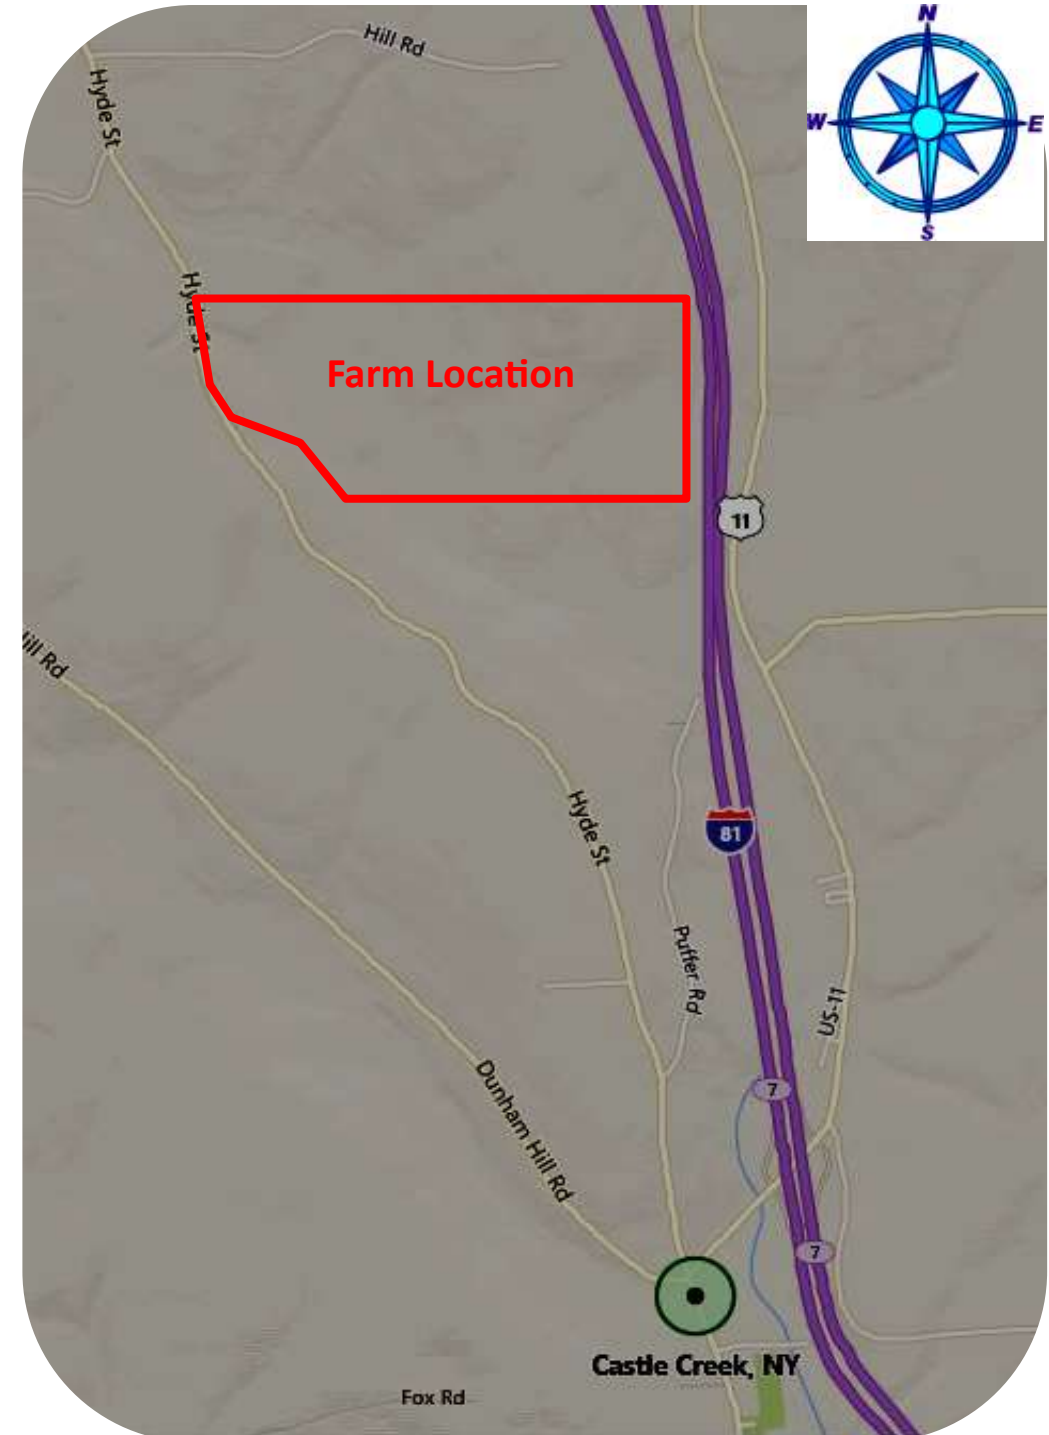 N
Hill Rd
Hyde St
W
E
S
Hyde St
Farm Location
11
Hill Rd
Hyde St
81
Puffer Rd
US-11
Dunham Hill Rd
7
7
Castle Creek, NY
Fox Rd